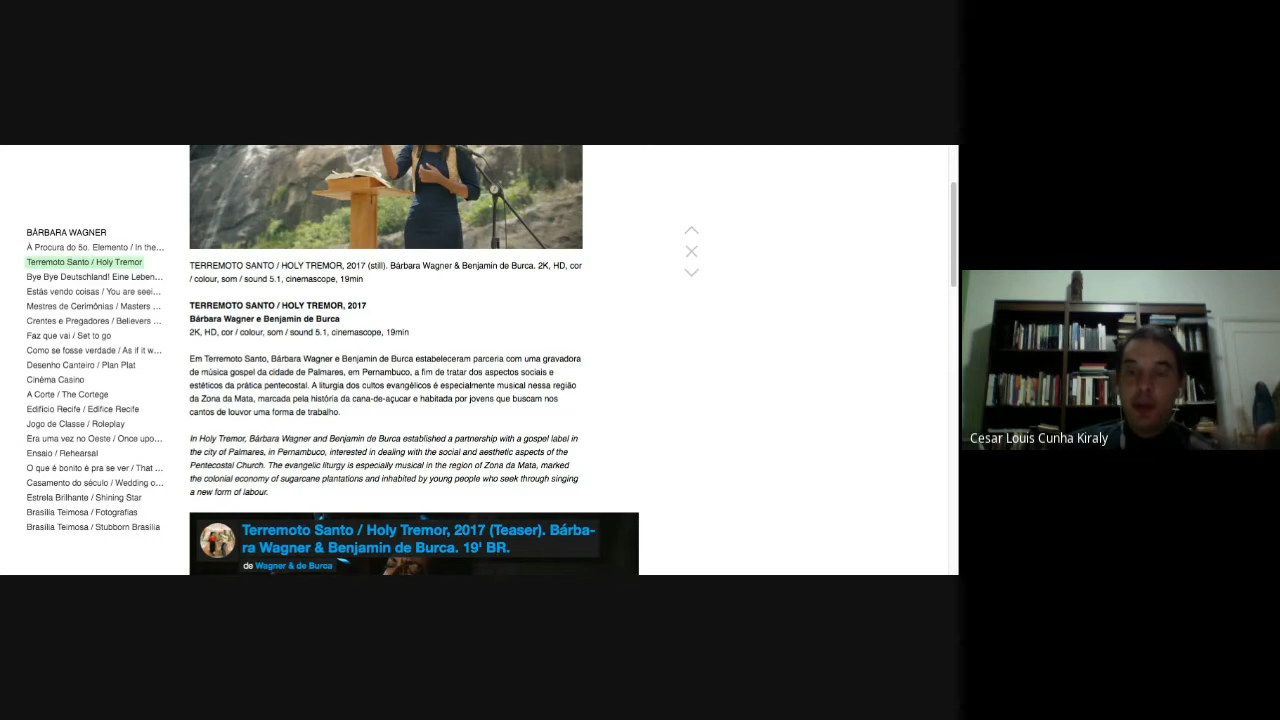 BÁRBARA WAGNER
À Procura do 5o. Elemento / In the...
Terremoto Santo / Holy Tremor
Bye Bye Deutschland! Eine Leben...
Estás vendo coisas / You are seei...
Mestres de Cerimônias / Masters ...
Crentes e Pregadores / Believers ...
Faz que vai / Set to go
Como se fosse verdade / As if it w...
Desenho Canteiro / Plan Plat
Cinéma Casino
A Corte / The Cortege
Edifício Recife / Edifice Recife
Jogo de Classe / Roleplay
Era uma vez no Oeste / Once upo...
Ensaio / Rehearsal
O que é bonito é pra se ver / That ...
Casamento do século / Wedding o...
Estrela Brilhante / Shining Star
Brasília Teimosa / Fotografias
Brasília Teimosa / Stubborn Brasília
TERREMOTO SANTO / HOLY TREMOR, 2017 (still). Bárbara Wagner & Benjamin de Burca. 2K, HD, cor
/ colour, som / sound 5.1, cinemascope, 19min
TERREMOTO SANTO / HOLY TREMOR, 2017
Bárbara Wagner e Benjamin de Burca
2K, HD, cor / colour, som / sound 5.1, cinemascope, 19min
Em Terremoto Santo, Bárbara Wagner e Benjamin de Burca estabeleceram parceria com uma gravadora
de música gospel da cidade de Palmares, em Pernambuco, a fim de tratar dos aspectos sociais e
estéticos da prática pentecostal. A liturgia dos cultos evangélicos é especialmente musical nessa região
da Zona da Mata, marcada pela história da cana-de-açucar e habitada por jovens que buscam nos
cantos de louvor uma forma de trabalho.
In Holy Tremor, Bárbara Wagner and Benjamin de Burca established a partnership with a gospel label in
the city of Palmares, in Pernambuco, interested in dealing with the social and aesthetic aspects of the
Pentecostal Church. The evangelic liturgy is especially musical in the region of Zona da Mata, marked
the colonial economy of sugarcane plantations and inhabited by young people who seek through singing
a new form of labour.
Terremoto Santo / Holy Tremor, 2017 (Teaser). Bárba-
ra Wagner & Benjamin de Burca. 19' BR.
de Wagner & de Burca
Cesar Louis Cunha Kiraly